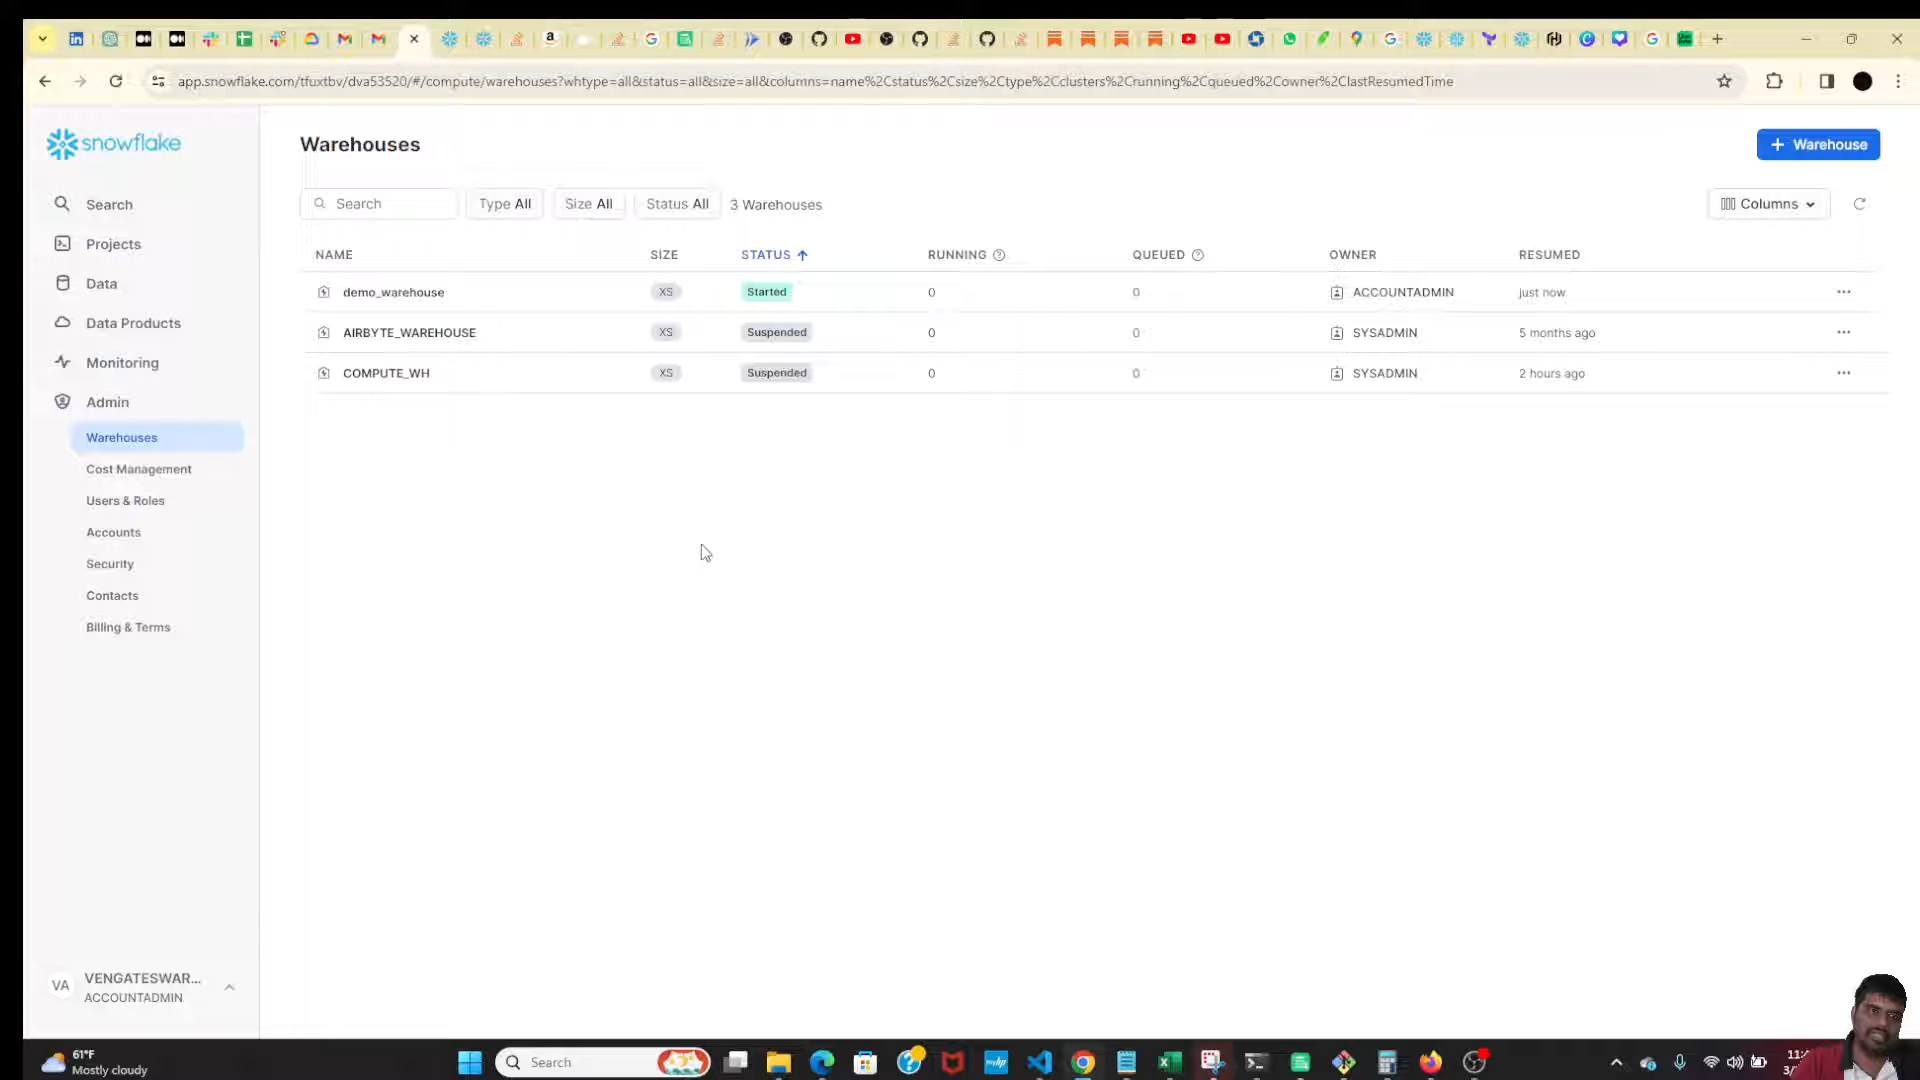 app.snowflake.com/tfuxtbv/dva53520/#/compute/warehouses?whtype=all&status=all&size=all&columns=name%2Cstatus%2Csize%2Ctype%2Cclusters%2Crunning%2Cqueued%2Cowner%2ClastResumedTime
snowflake
Search
Projects
Data
Data Products
Monitoring
Admin
Warehouses
Cost Management
Users & Roles
Accounts
Security
Contacts
Billing & Terms
VA
VENGATESWAR...
ACCOUNTADMIN
Warehouses
+ Warehouse
Search
Type All
Size All
Status All
3 Warehouses
Columns
NAME SIZE STATUS RUNNING QUEUED OWNER RESUMED
demo_warehouse XS Started 0 0 ACCOUNTADMIN just now
AIRBYTE_WAREHOUSE XS Suspended 0 0 SYSADMIN 5 months ago
COMPUTE_WH XS Suspended 0 0 SYSADMIN 2 hours ago
61°F
Mostly cloudy
Search